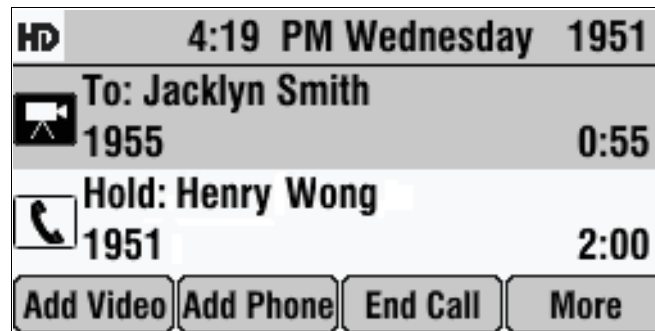 HD 4:19 PM Wednesday 1951
To: Jacklyn Smith
1955 0:55
Hold: Henry Wong
1951 2:00
Add Video Add Phone End Call More